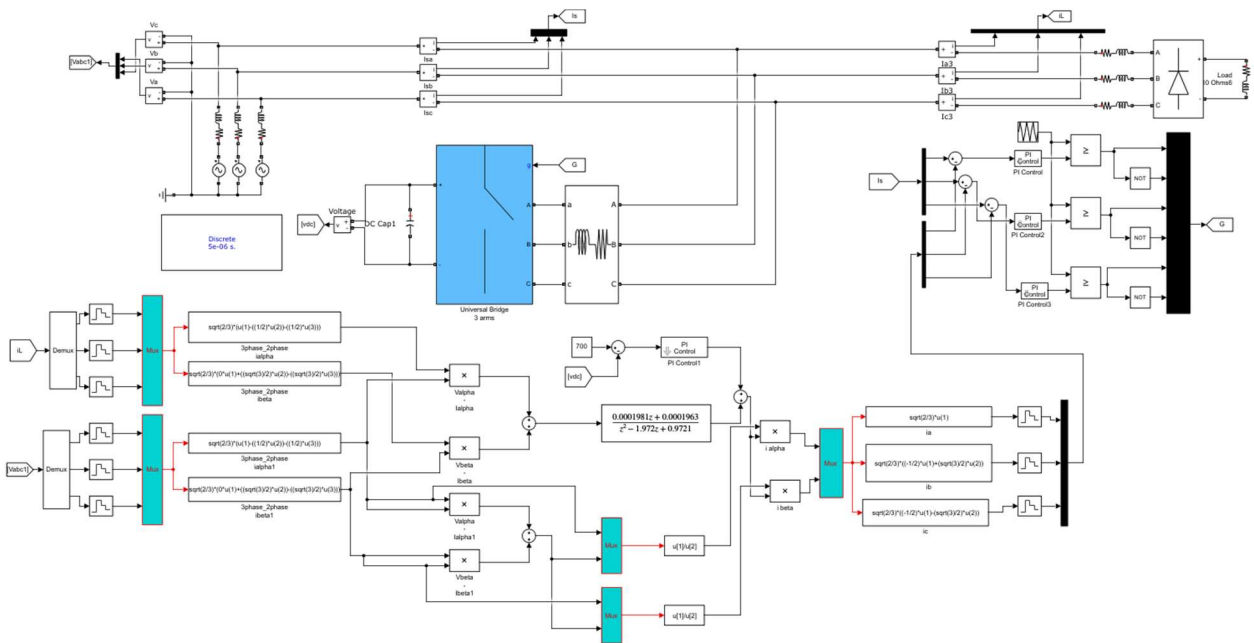 Vc
Is
iL
Vb
[Vabc1]
Va
Isa
Isb
Isc
Ia3
Ib3
Ic3
A
B
C
Load
Ohms6
Voltage
[vdc]
DC Cap1
g
G
A
B
C
a
b
c
A
B
C
Universal Bridge
3 arms
Discrete
5e-06 s.
Is
PI
Control
PI Control
PI
Control
PI Control2
PI
Control
PI Control3
≥
NOT
≥
NOT
≥
NOT
G
iL
Demux
Mux
sqrt(2/3)*(u(1)-((1/2)*u(2))-((1/2)*u(3)))
3phase_2phase
ialpha
sqrt(2/3)*(0*u(1)+((sqrt(3)/2)*u(2))-((sqrt(3)/2)*u(3)))
3phase_2phase
ibeta
[Vabc1]
Demux
Mux
sqrt(2/3)*(u(1)-((1/2)*u(2))-((1/2)*u(3)))
3phase_2phase
ialpha1
sqrt(2/3)*(0*u(1)+((sqrt(3)/2)*u(2))-((sqrt(3)/2)*u(3)))
3phase_2phase
ibeta1
×
Valpha
-
Ialpha
×
Vbeta
-
Ibeta
×
Valpha
-
Ialpha1
×
Vbeta
-
Ibeta1
700
[vdc]
PI
Control
PI Control1
0.0001981z + 0.0001963
z² − 1.972z + 0.9721
Mux
u[1]/u[2]
Mux
u[1]/u[2]
×
i alpha
×
i beta
Mux
sqrt(2/3)*u(1)
ia
sqrt(2/3)*((-1/2)*u(1)+(sqrt(3)/2)*u(2))
ib
sqrt(2/3)*((-1/2)*u(1)-(sqrt(3)/2)*u(2))
ic